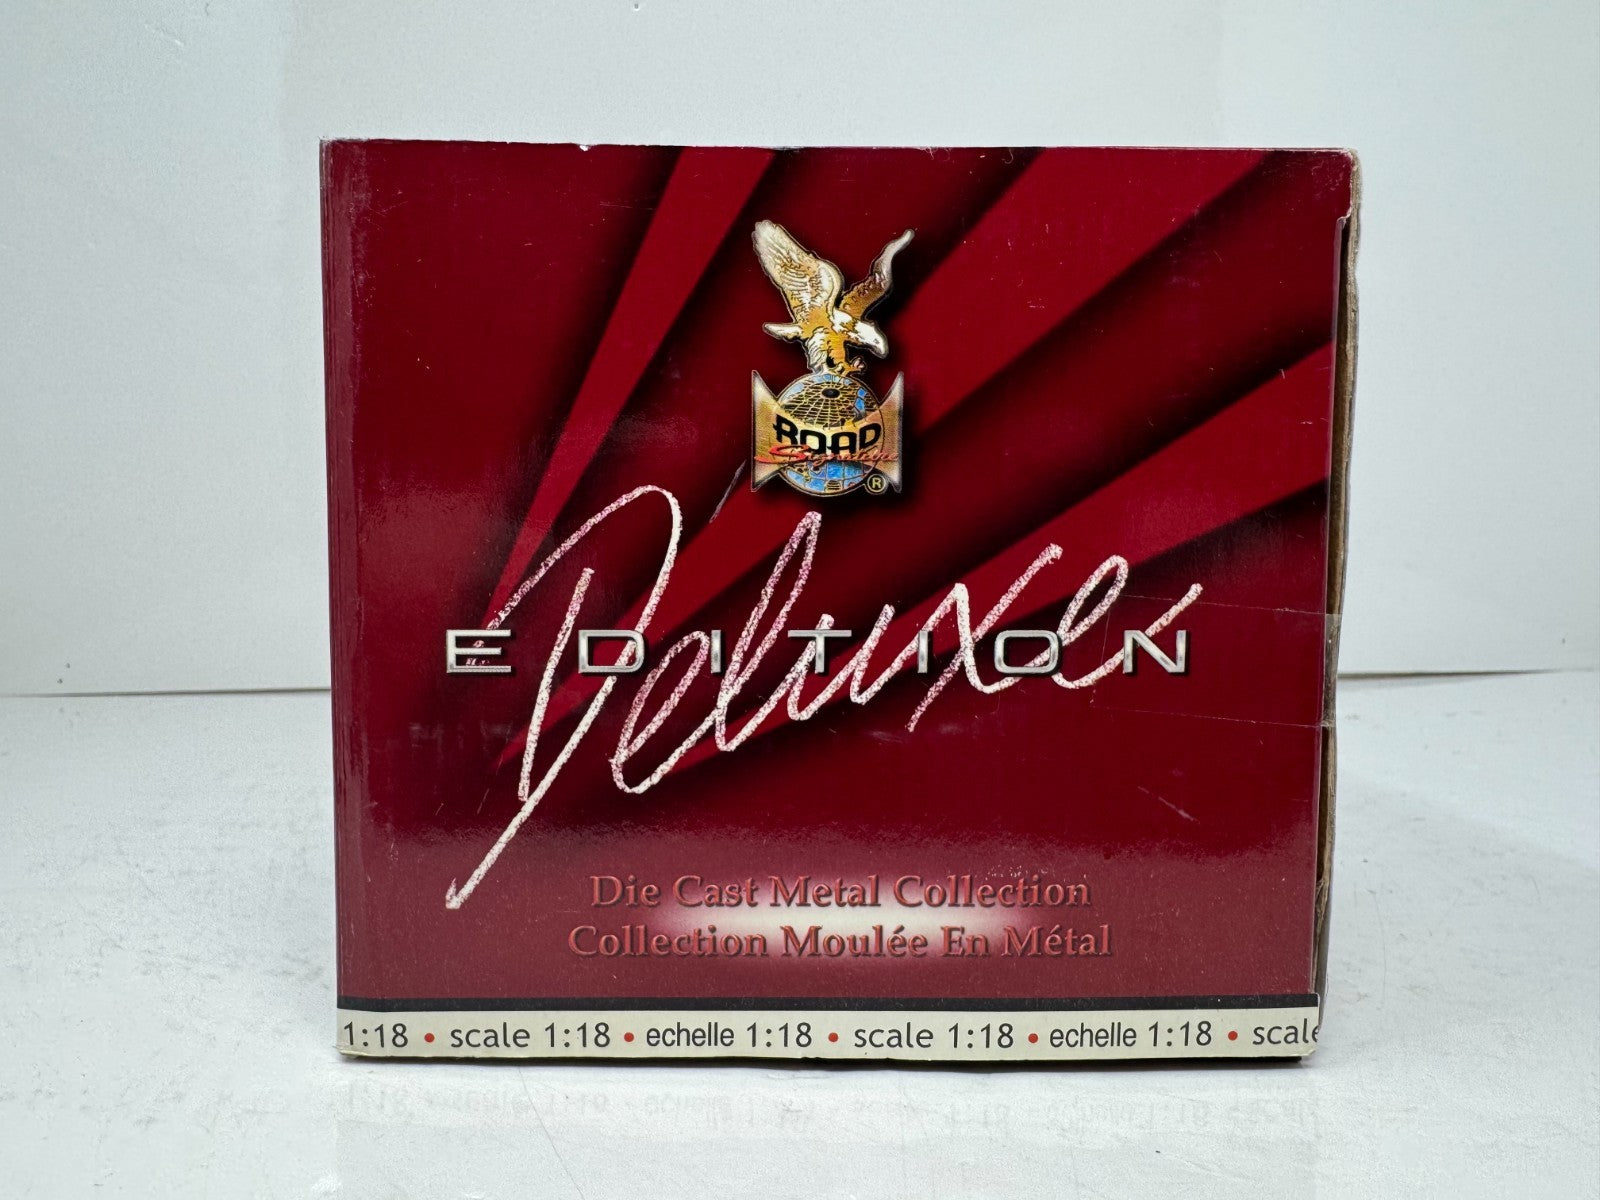 ROAD
Signature
®
Deluxe
EDITION
Die Cast Metal Collection
Collection Moulée En Métal
1:18 • scale 1:18 • echelle 1:18 • scale 1:18 • echelle 1:18 • scale